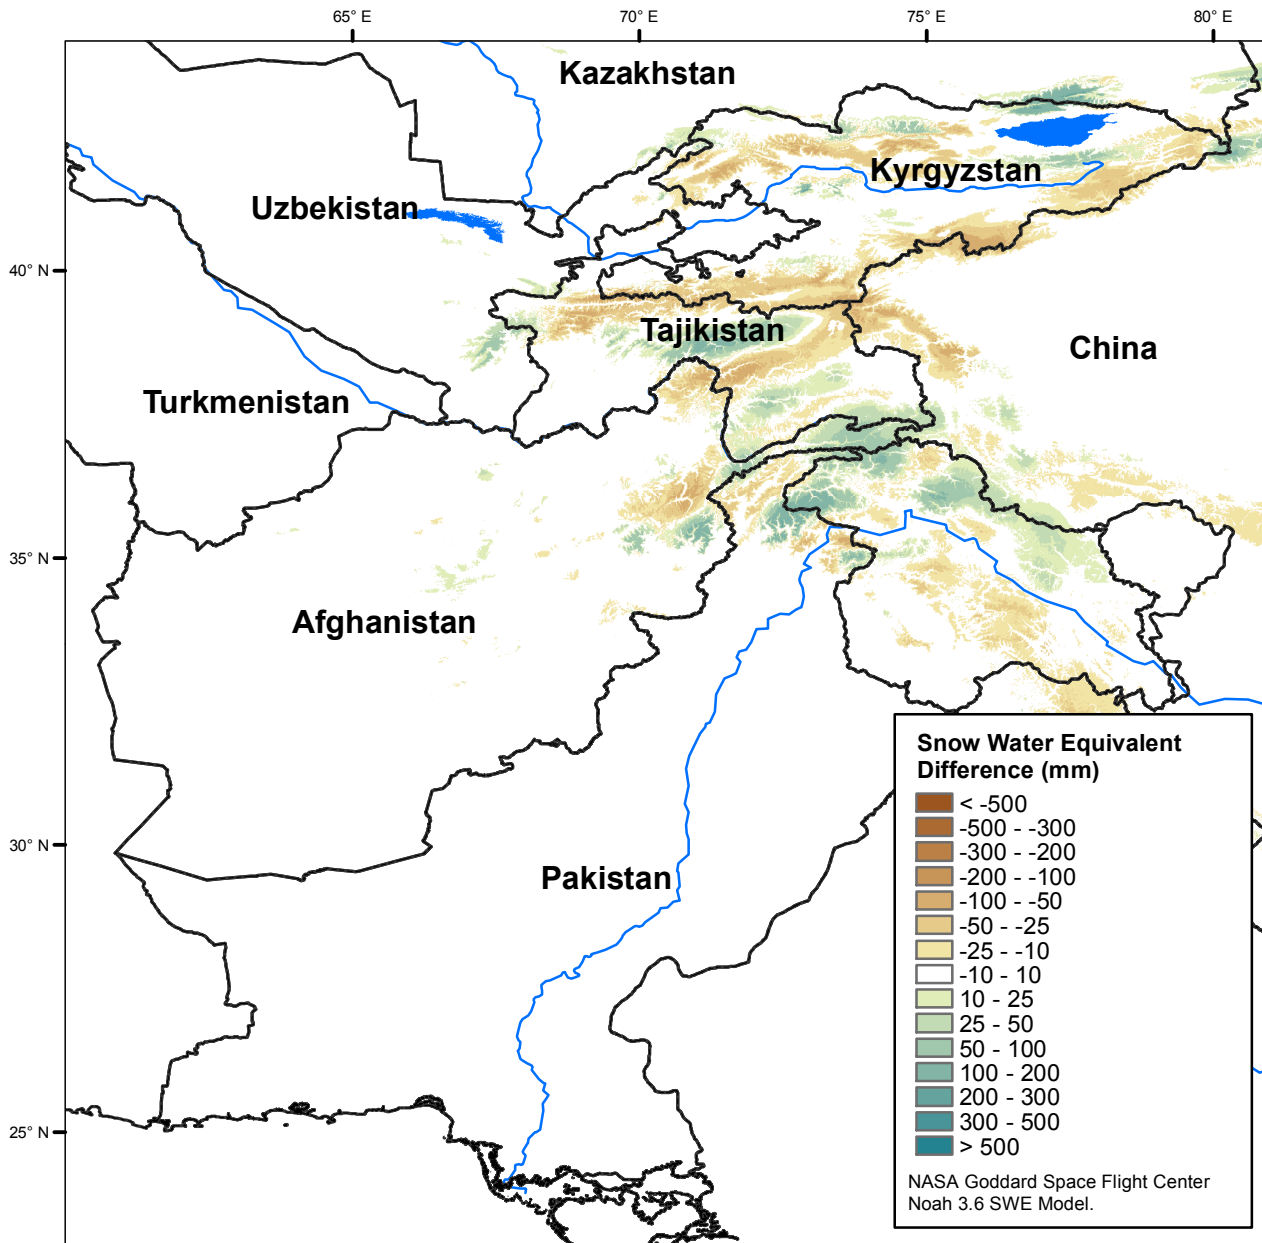 65° E
70° E
75° E
80° E
Kazakhstan
Kyrgyzstan
Uzbekistan
40° N
Tajikistan
China
Turkmenistan
35° N
Afghanistan
30° N
Pakistan
25° N
Snow Water Equivalent
Difference (mm)
< -500
-500 - -300
-300 - -200
-200 - -100
-100 - -50
-50 - -25
-25 - -10
-10 - 10
10 - 25
25 - 50
50 - 100
100 - 200
200 - 300
300 - 500
> 500
NASA Goddard Space Flight Center
Noah 3.6 SWE Model.